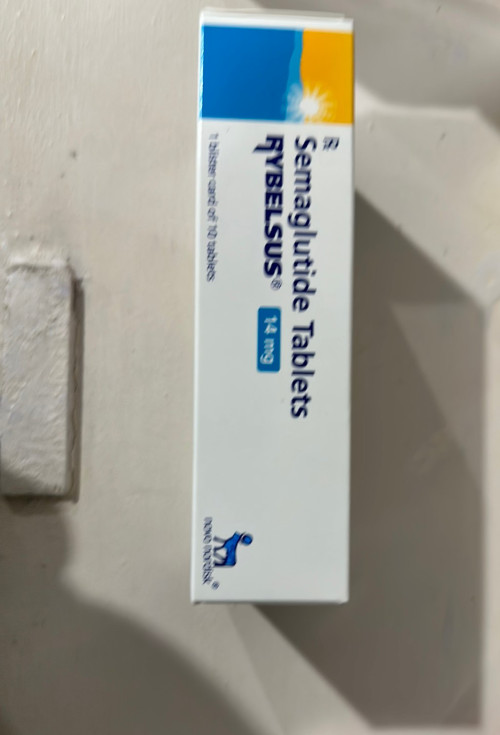 ℞
Semaglutide Tablets
RYBELSUS® 14 mg
1 blister card of 10 tablets
novo nordisk®